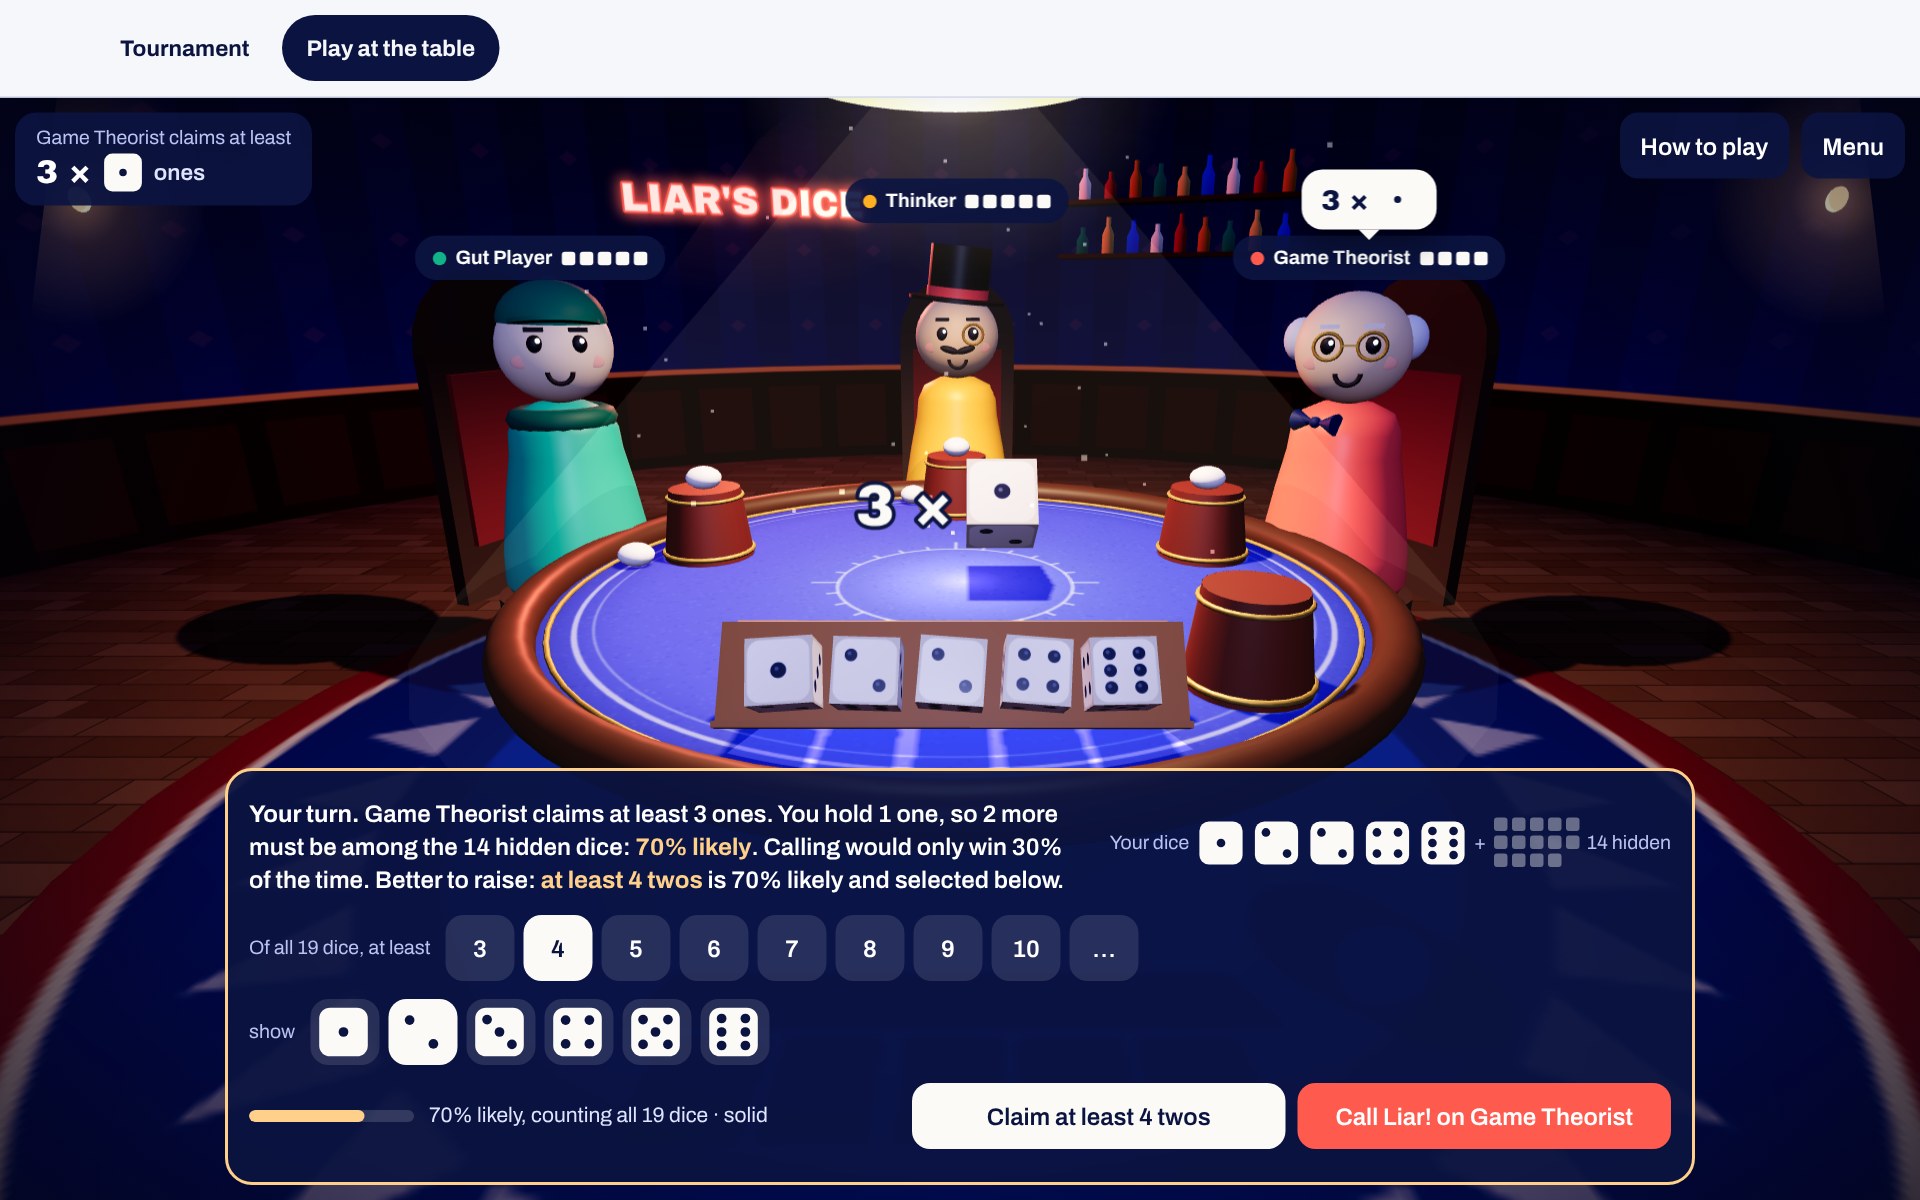 Tournament
Play at the table
Game Theorist claims at least
3 × ones
How to play
Menu
LIAR'S DIC
Thinker
3 ×
Gut Player
Game Theorist
3 ×
Your turn. Game Theorist claims at least 3 ones. You hold 1 one, so 2 more
must be among the 14 hidden dice: 70% likely. Calling would only win 30%
of the time. Better to raise: at least 4 twos is 70% likely and selected below.
Your dice + 14 hidden
Of all 19 dice, at least 3 4 5 6 7 8 9 10 ...
show
70% likely, counting all 19 dice · solid
Claim at least 4 twos
Call Liar! on Game Theorist